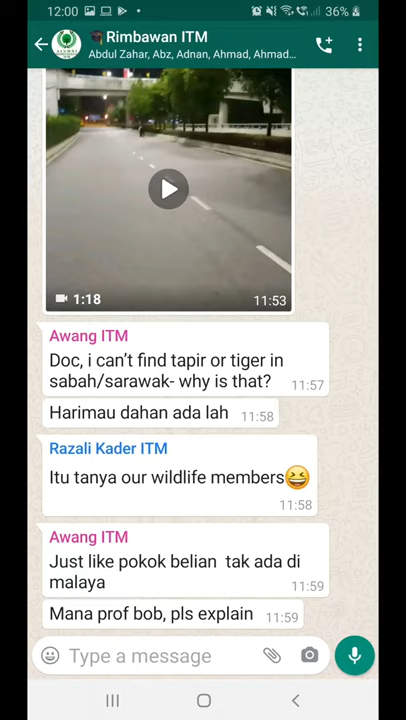 12:00
36%
Rimbawan ITM
Abdul Zahar, Abz, Adnan, Ahmad, Ahmad...
1:18
11:53
Awang ITM
Doc, i can't find tapir or tiger in
sabah/sarawak- why is that?
11:57
Harimau dahan ada lah
11:58
Razali Kader ITM
Itu tanya our wildlife members😆
11:58
Awang ITM
Just like pokok belian tak ada di
malaya
11:59
Mana prof bob, pls explain
11:59
Type a message